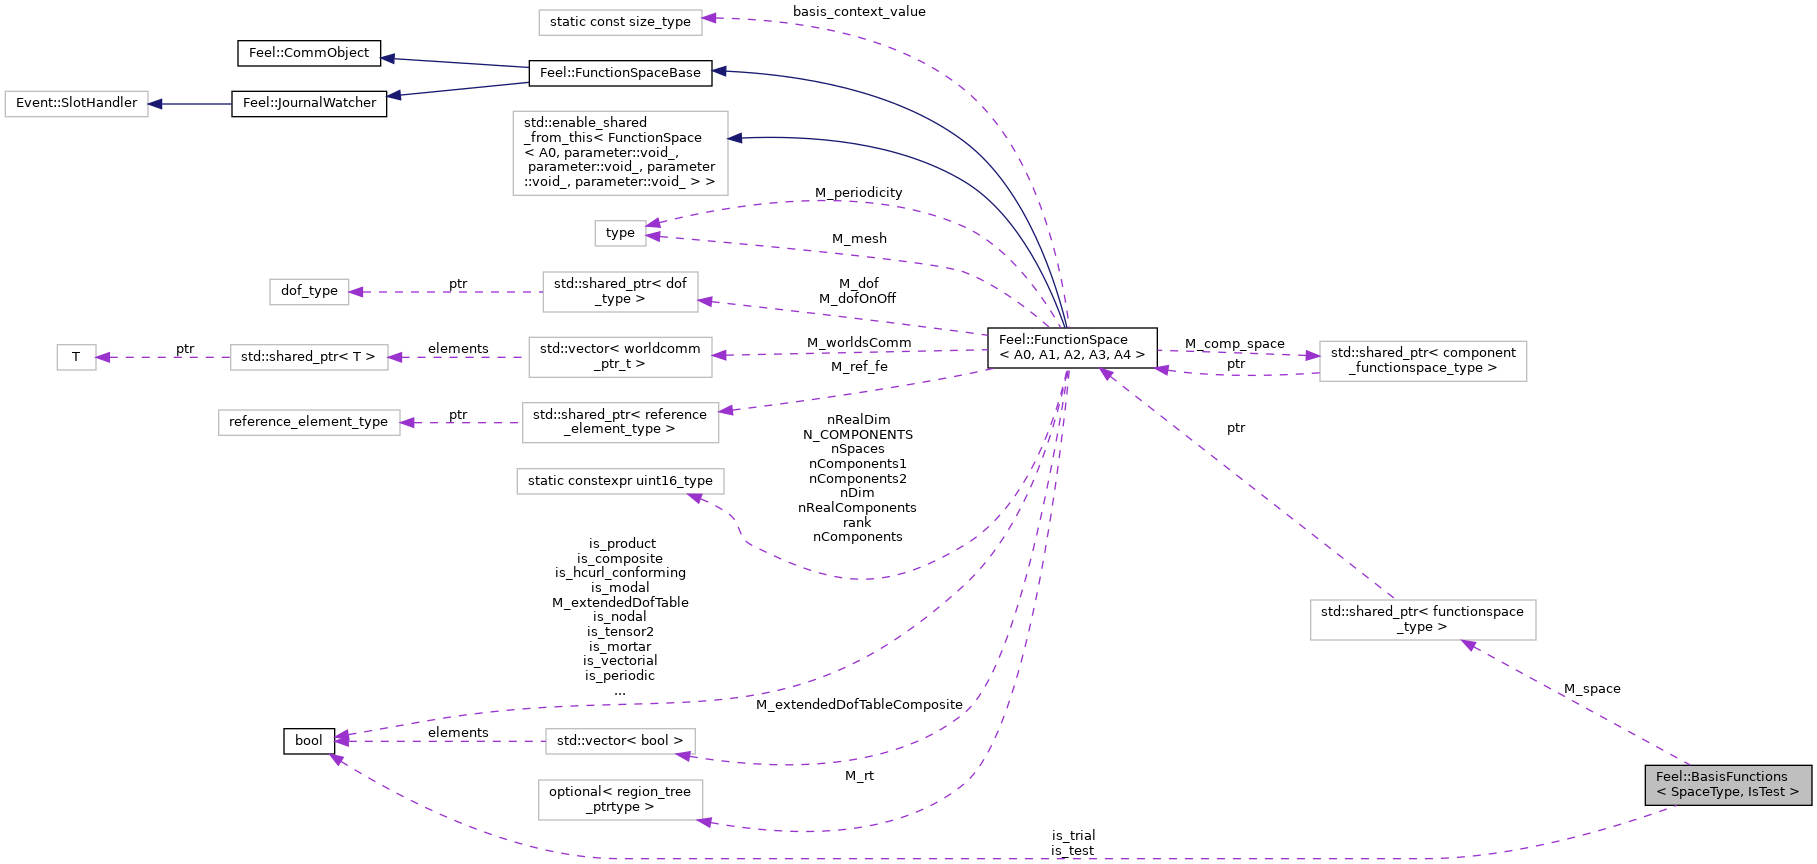 basis_context_value
static const size_type
Feel::CommObject
Feel::FunctionSpaceBase
Event::SlotHandler
Feel::JournalWatcher
std::enable_shared
_from_this< FunctionSpace
< A0, parameter::void_,
parameter::void_, parameter
::void_, parameter::void_ > >
M_periodicity
type
M_mesh
dof_type
ptr
std::shared_ptr< dof
_type >
M_dof
M_dofOnOff
Feel::FunctionSpace
< A0, A1, A2, A3, A4 >
M_comp_space
ptr
std::shared_ptr< component
_functionspace_type >
T
ptr
std::shared_ptr< T >
elements
std::vector< worldcomm
_ptr_t >
M_worldsComm
M_ref_fe
reference_element_type
ptr
std::shared_ptr< reference
_element_type >
ptr
static constexpr uint16_type
nRealDim
N_COMPONENTS
nSpaces
nComponents1
nComponents2
nDim
nRealComponents
rank
nComponents
is_product
is_composite
is_hcurl_conforming
is_modal
M_extendedDofTable
is_nodal
is_tensor2
is_mortar
is_vectorial
is_periodic
...
std::shared_ptr< functionspace
_type >
M_space
M_extendedDofTableComposite
bool
elements
std::vector< bool >
M_rt
optional< region_tree
_ptrtype >
Feel::BasisFunctions
< SpaceType, IsTest >
is_trial
is_test